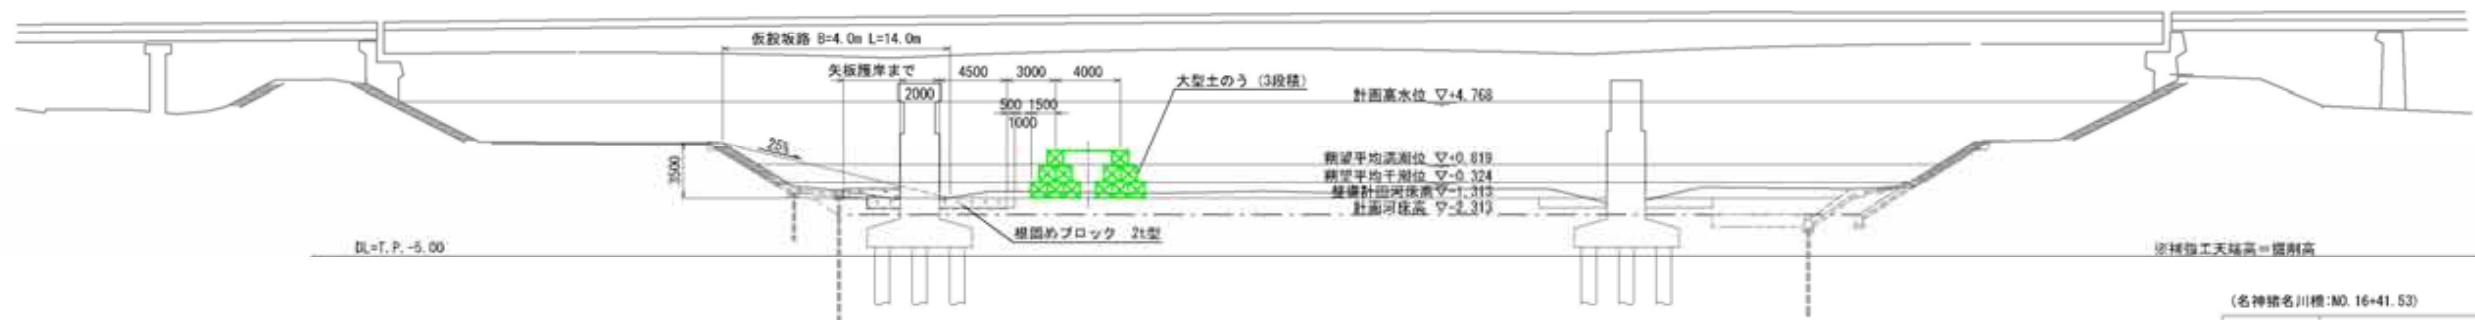 仮設坂路 B=4.0m L=14.0m
矢板護岸まで
4500
3000
4000
大型土のう (3段積)
2000
計画高水位 ▽+4.768
500
1500
1000
25%
3500
朔望平均満潮位 ▽+0.819
朔望平均干潮位 ▽-0.324
整備計画河床高▽-1.313
計画河床高 ▽-2.313
根固めブロック 2t型
DL=T.P.-5.00
※補強工天端高=掘削高
(名神猪名川橋:NO.16+41.53)